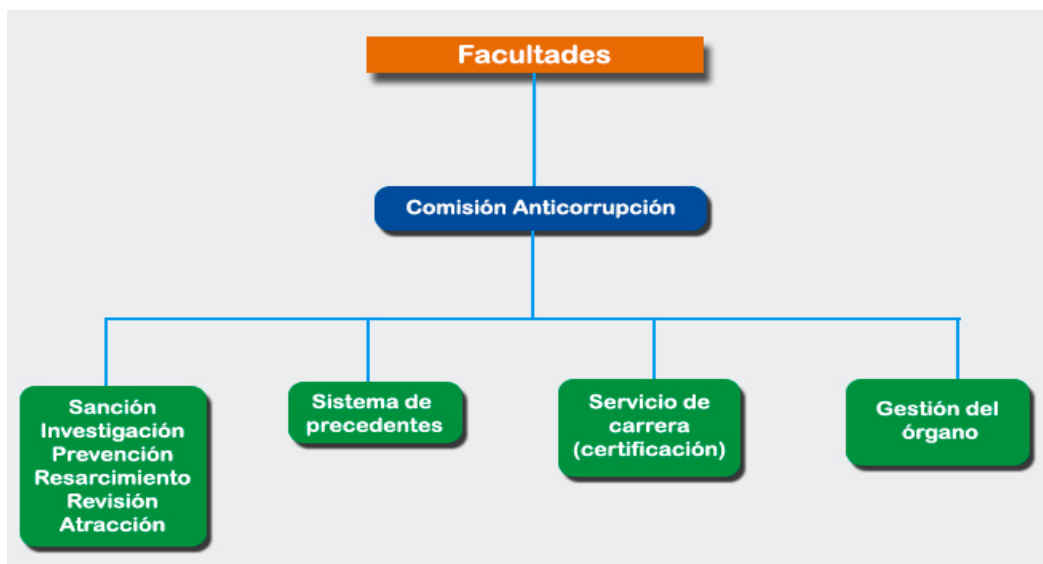 Facultades
Comisión Anticorrupción
Sanción
Investigación
Prevención
Resarcimiento
Revisión
Atracción
Sistema de
precedentes
Servicio de
carrera
(certificación)
Gestión del
órgano